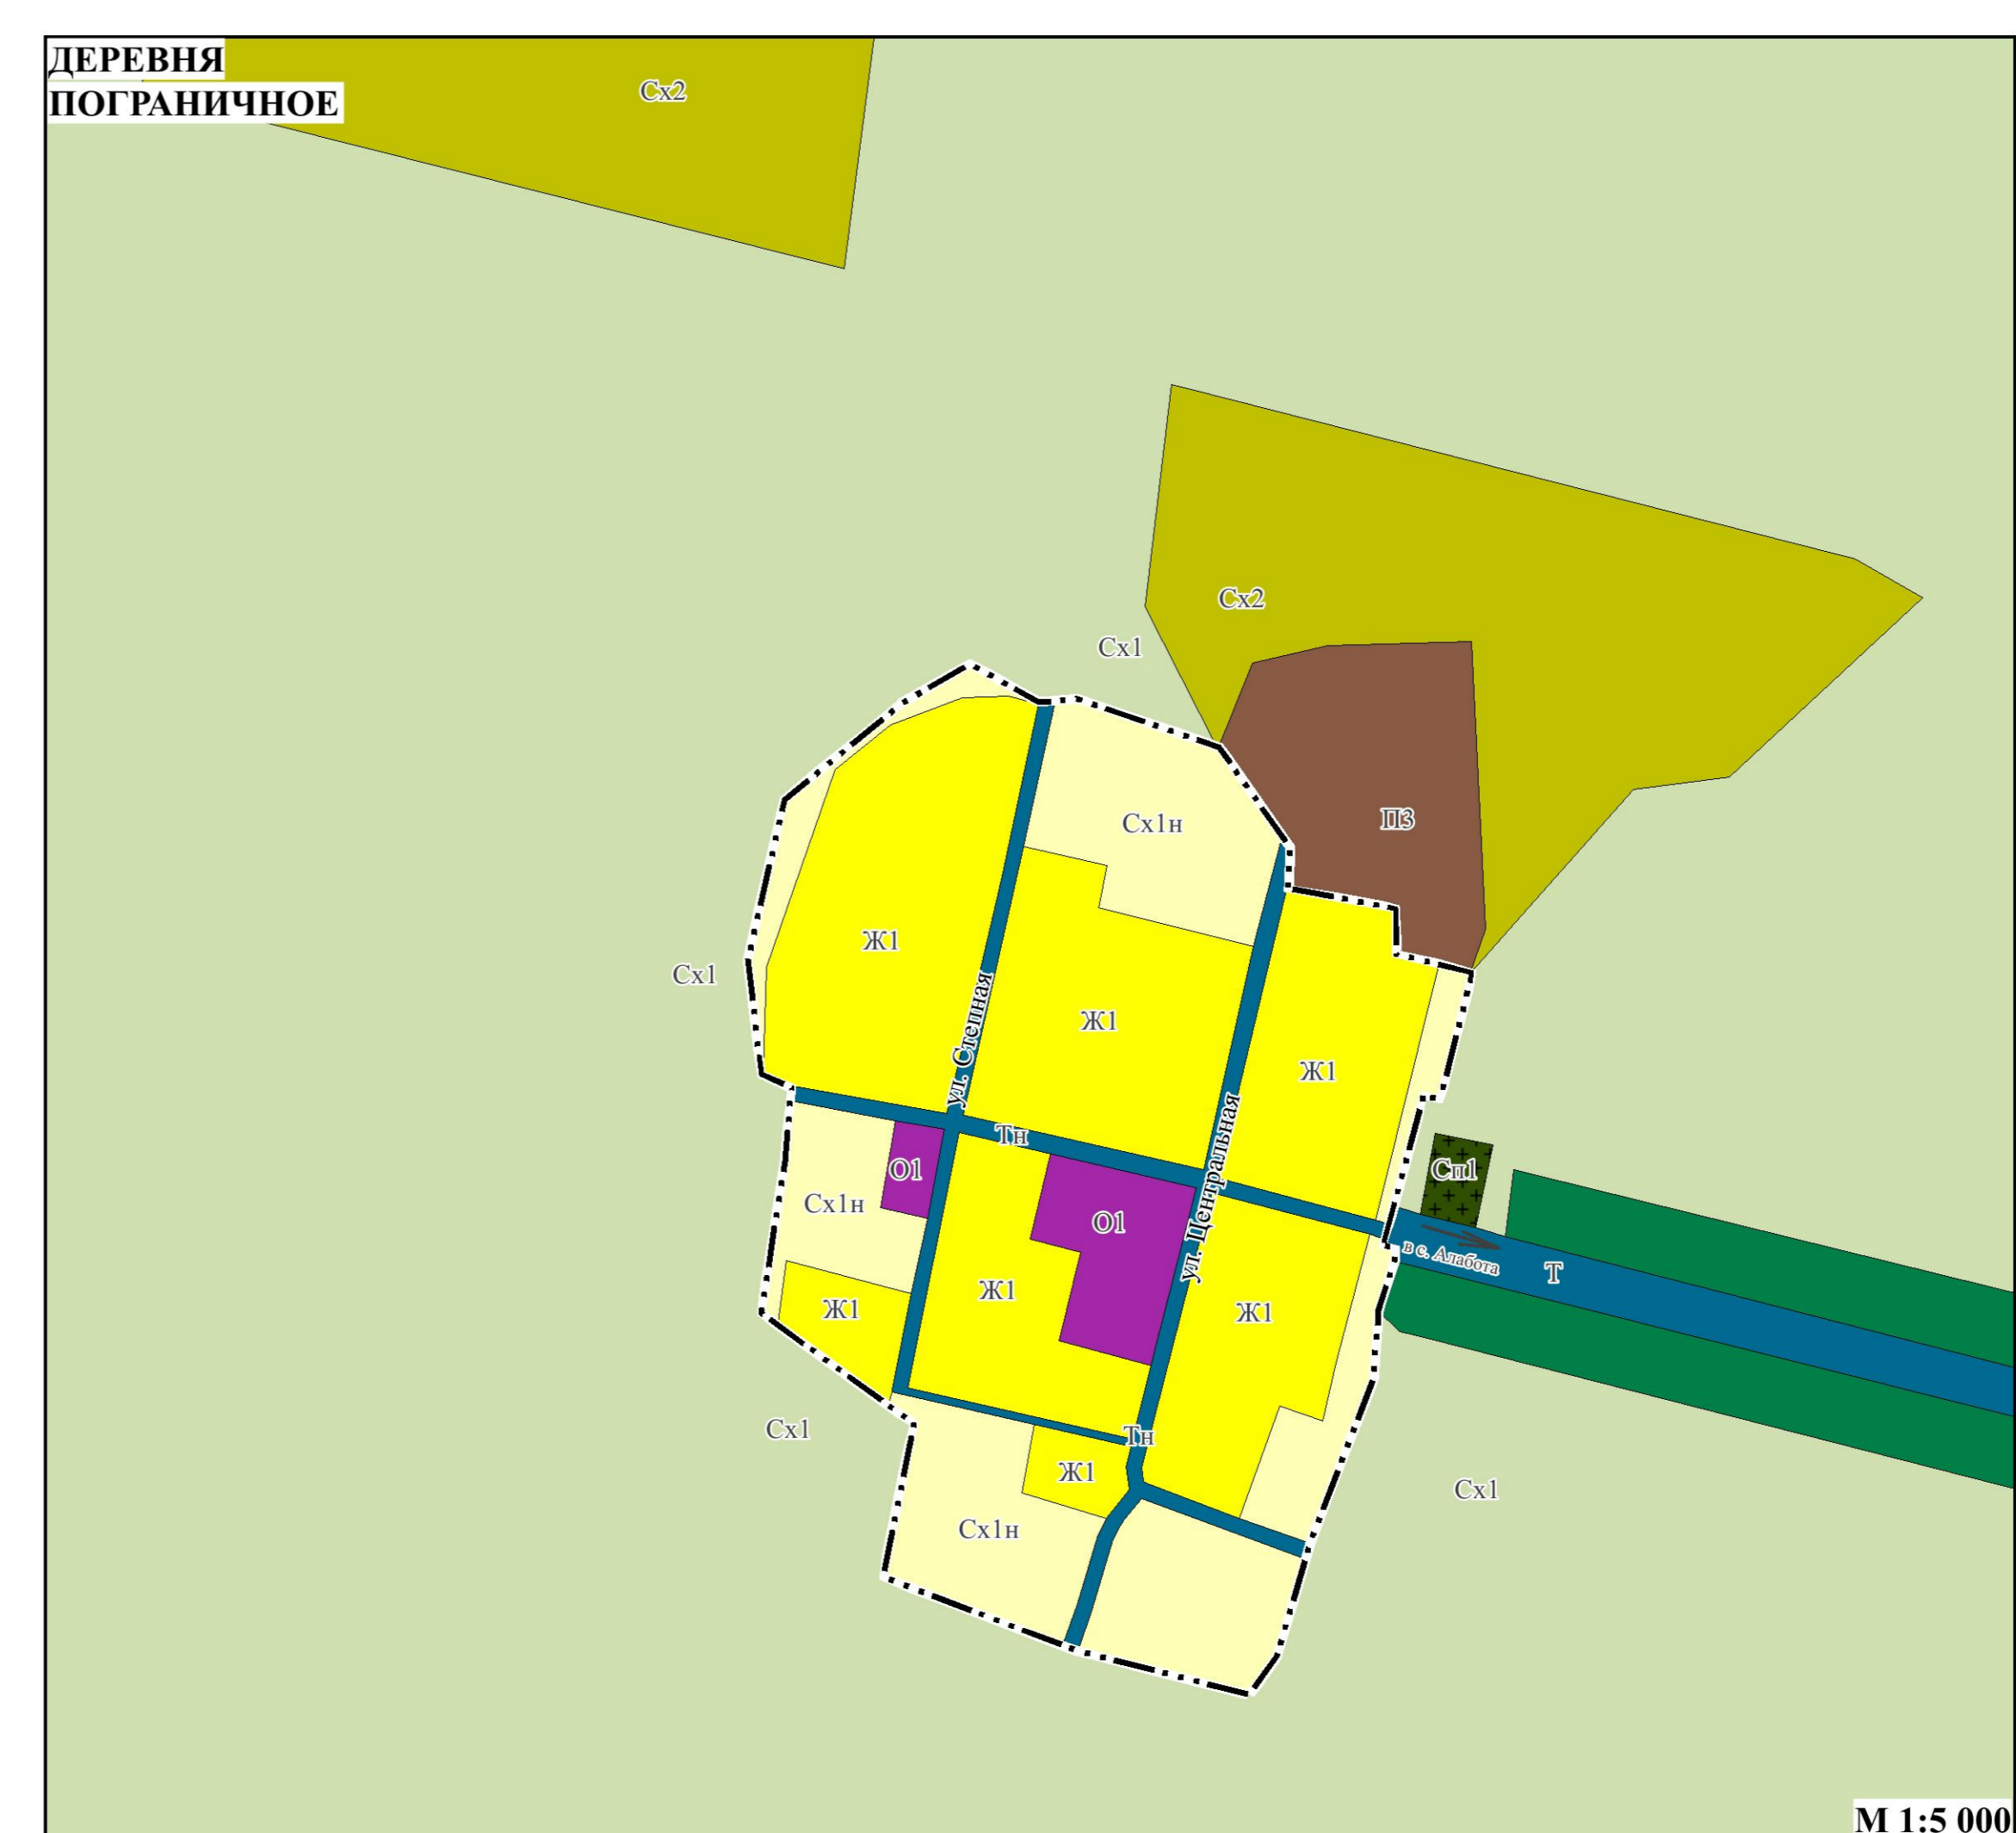 ДЕРЕВНЯ
ПОГРАНИЧНОЕ
Сх2
Сх2
Сх1
Сх1н
П3
Ж1
Сх1
Ж1
Ж1
ул. Степная
Тн
ул. Центральная
О1
Сп1
Сх1н
О1
в с. Алабота
Т
Ж1
Ж1
Ж1
Сх1
Тн
Ж1
Сх1
Сх1н
М 1:5 000